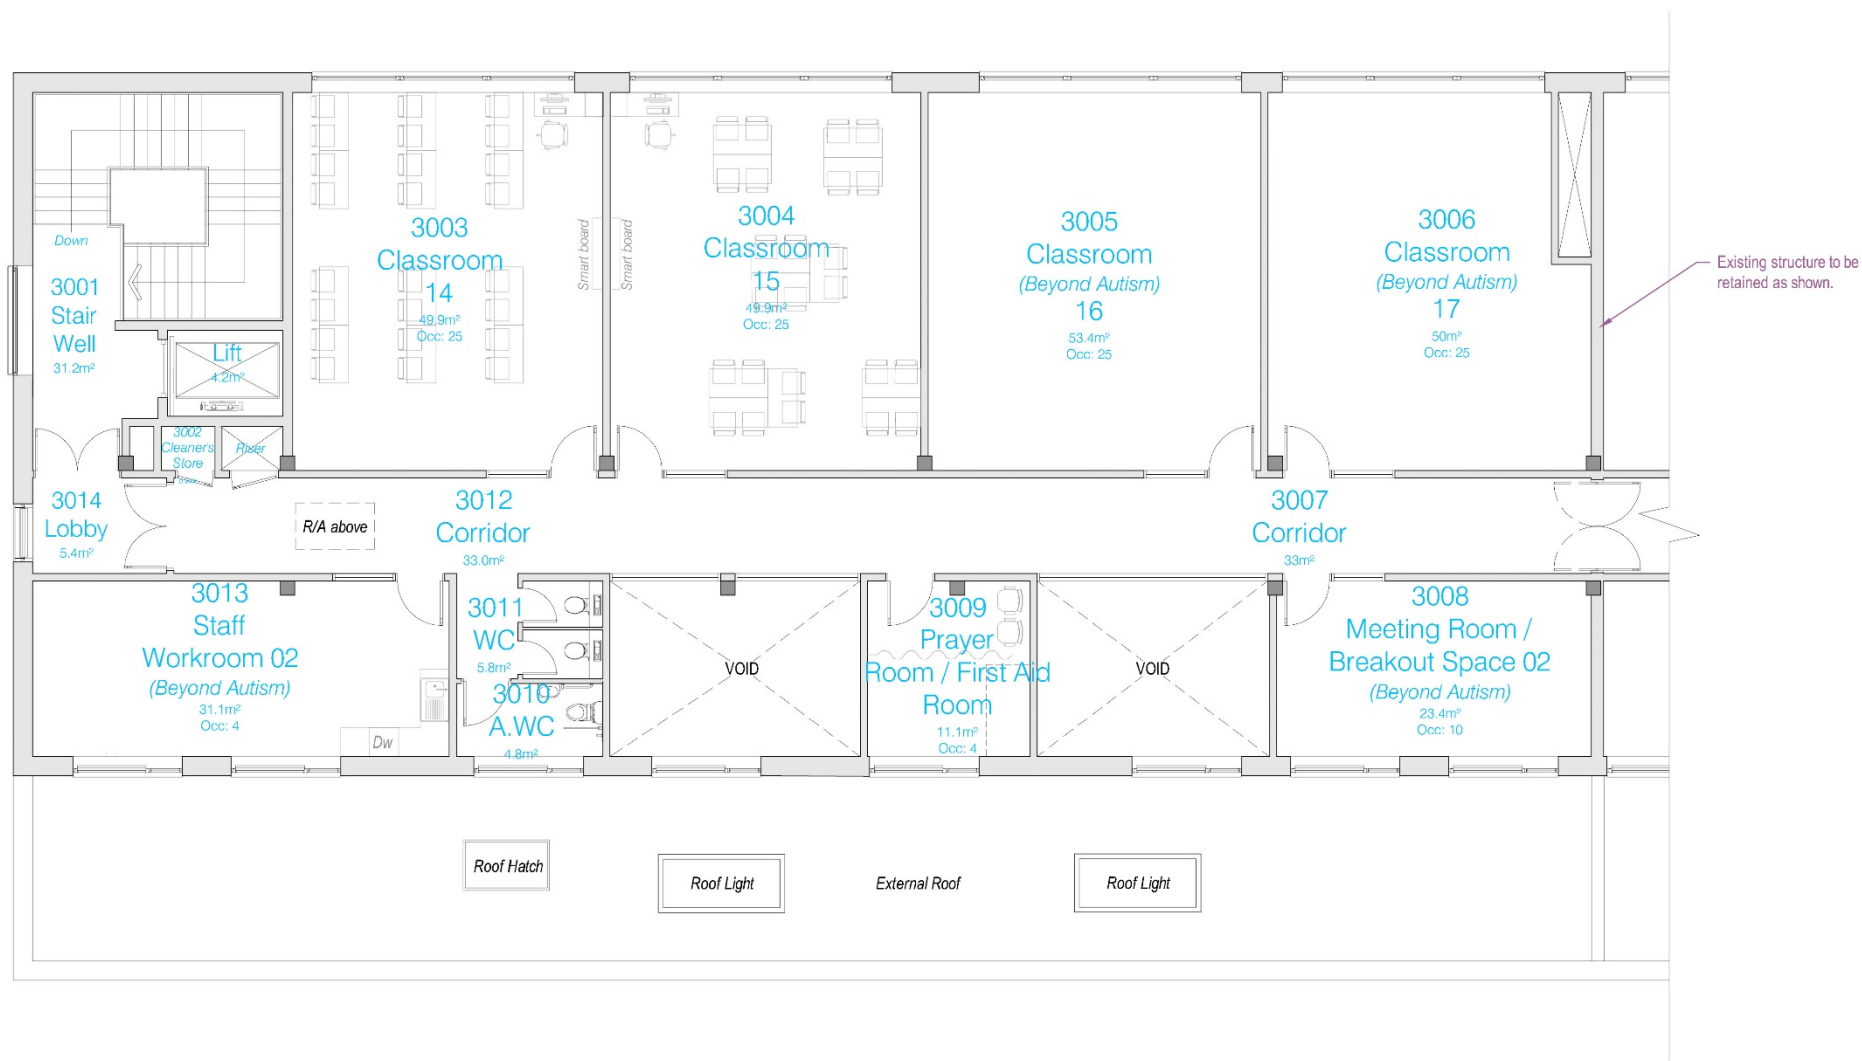 Down
3001
Stair
Well
31.2m²
Lift
4.2m²
3002
Cleaner's
Store
Riser
3003
Classroom
14
49.9m²
Occ: 25
Smart board
Smart board
3004
Classroom
15
49.9m²
Occ: 25
3005
Classroom
(Beyond Autism)
16
53.4m²
Occ: 25
3006
Classroom
(Beyond Autism)
17
50m²
Occ: 25
Existing structure to be
retained as shown.
3014
Lobby
5.4m²
R/A above
3012
Corridor
33.0m²
3007
Corridor
33m²
3013
Staff
Workroom 02
(Beyond Autism)
31.1m²
Occ: 4
Dw
3011
WC
5.8m²
3010
A.WC
4.8m²
VOID
3009
Prayer
Room / First Aid
Room
11.1m²
Occ: 4
VOID
3008
Meeting Room /
Breakout Space 02
(Beyond Autism)
23.4m²
Occ: 10
Roof Hatch
Roof Light
External Roof
Roof Light